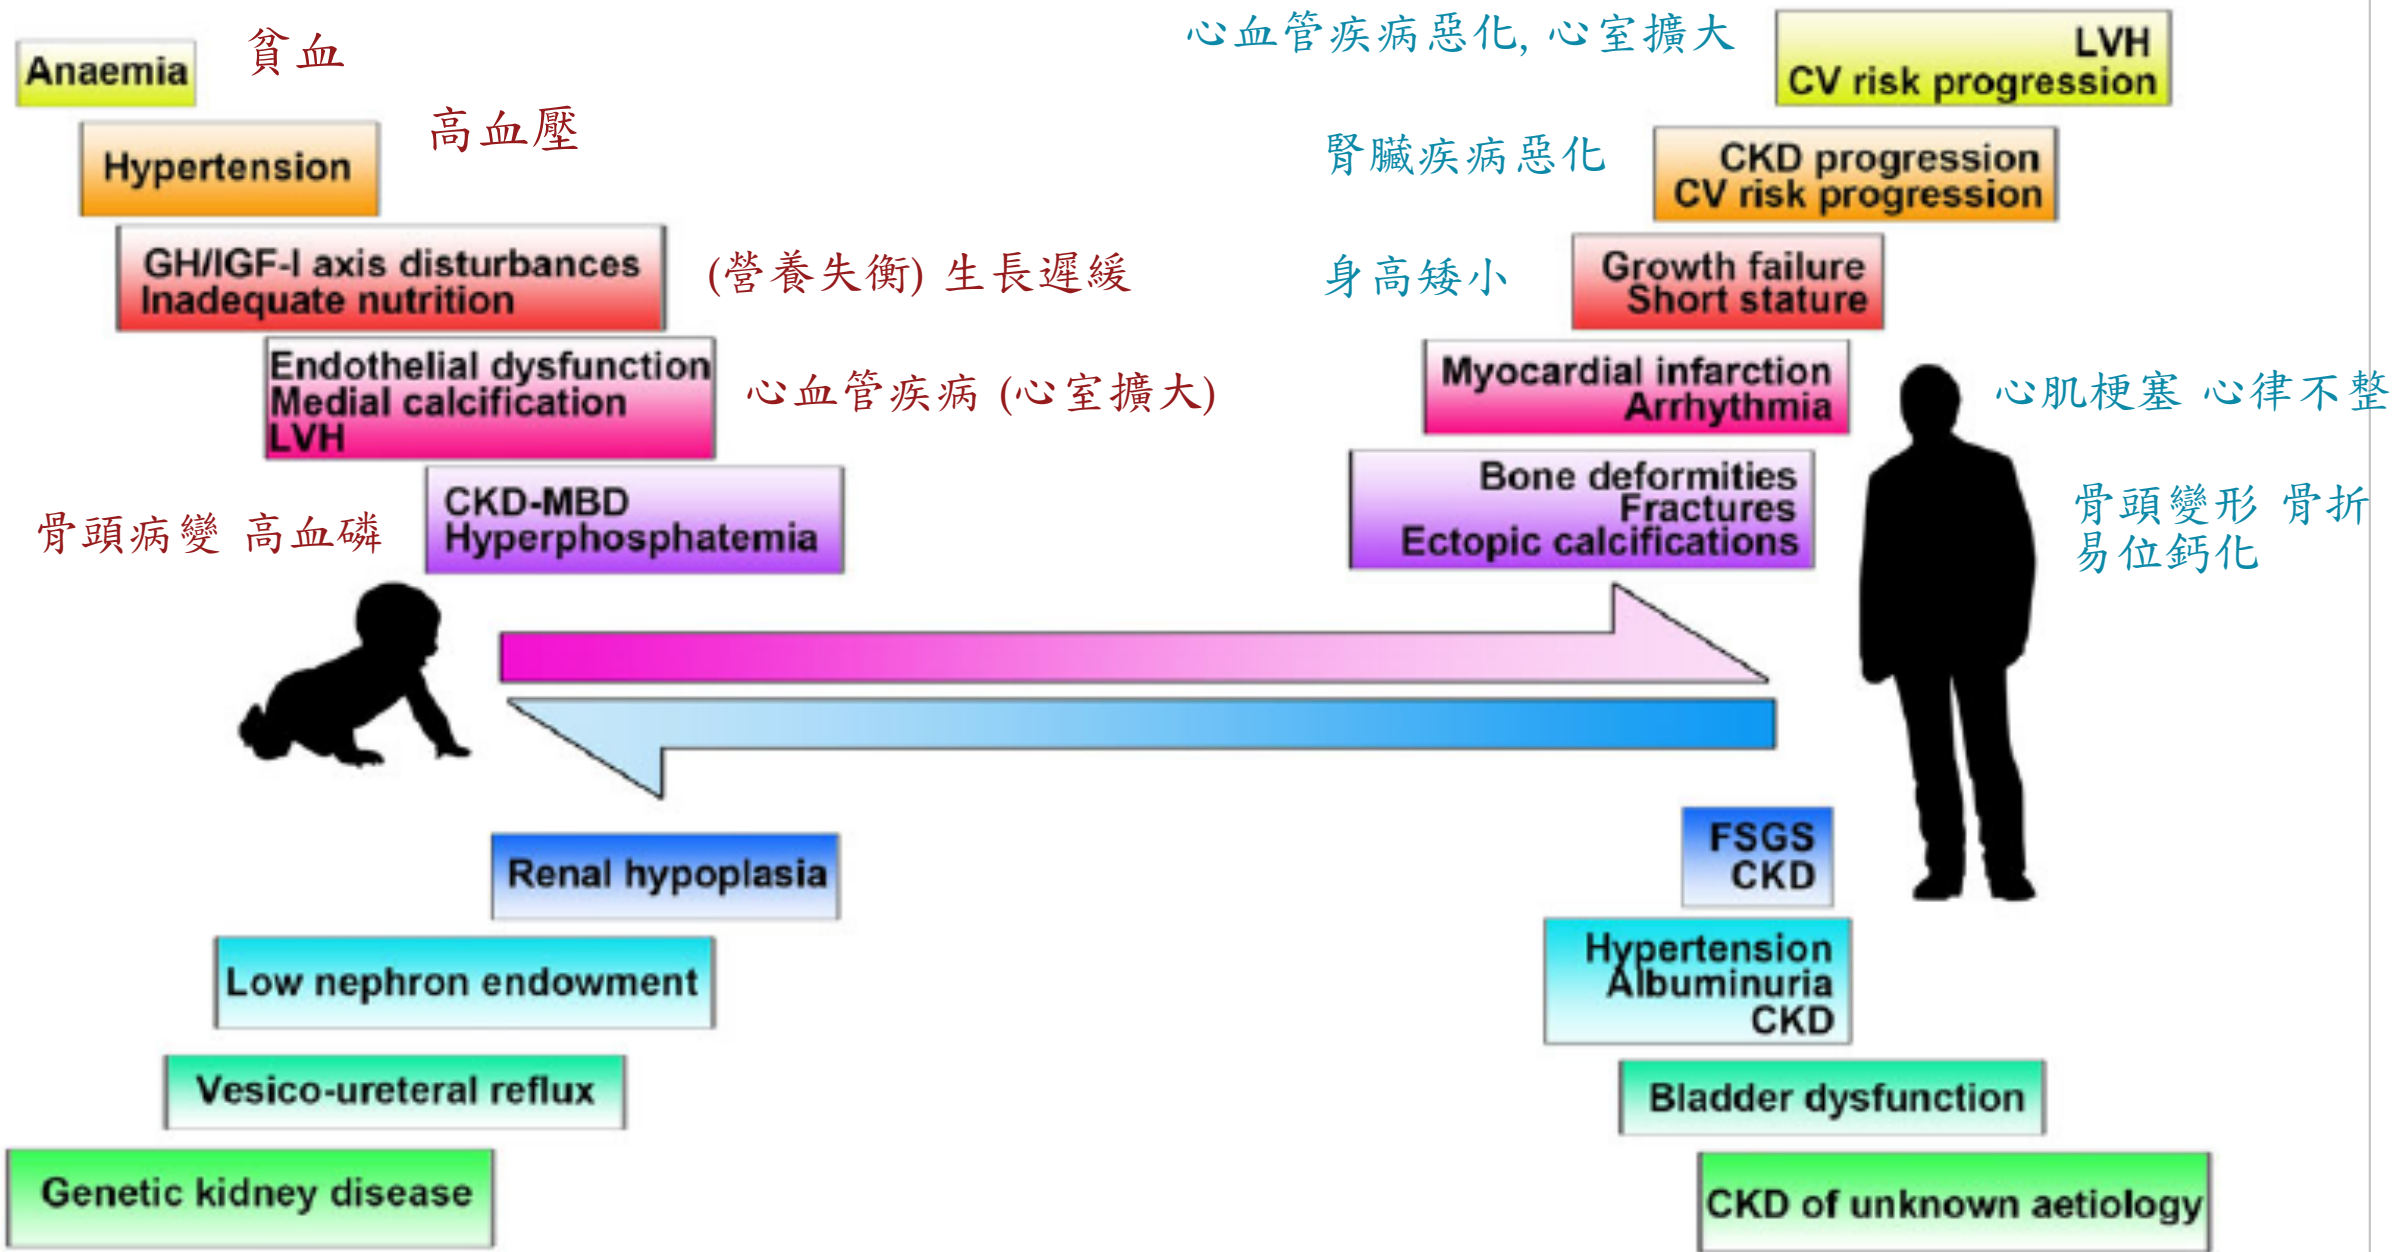 Anaemia
貧血
Hypertension
高血壓
GH/IGF-I axis disturbances
Inadequate nutrition
(營養失衡) 生長遲緩
Endothelial dysfunction
Medial calcification
LVH
心血管疾病 (心室擴大)
骨頭病變 高血磷
CKD-MBD
Hyperphosphatemia
心血管疾病惡化, 心室擴大
LVH
CV risk progression
腎臟疾病惡化
CKD progression
CV risk progression
身高矮小
Growth failure
Short stature
Myocardial infarction
Arrhythmia
心肌梗塞 心律不整
Bone deformities
Fractures
Ectopic calcifications
骨頭變形 骨折
易位鈣化
Renal hypoplasia
Low nephron endowment
Vesico-ureteral reflux
Genetic kidney disease
FSGS
CKD
Hypertension
Albuminuria
CKD
Bladder dysfunction
CKD of unknown aetiology